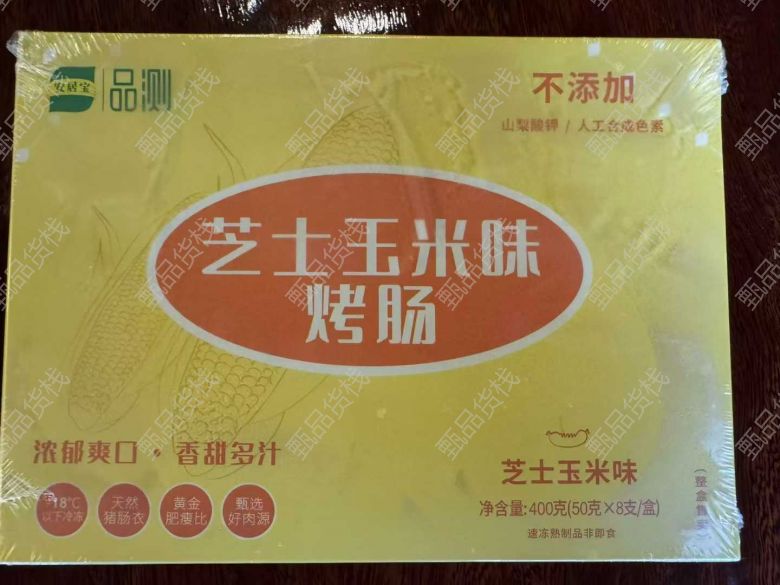 安居宝 品测
不添加
山梨酸钾 / 人工合成色素
芝士玉米味
烤肠
浓郁爽口・香甜多汁
-18℃
以下冷冻
天然
猪肠衣
黄金
肥瘦比
甄选
好肉源
芝士玉米味
净含量:400克(50克×8支/盒)
速冻熟制品非即食
(整盒售卖)
甄品货栈